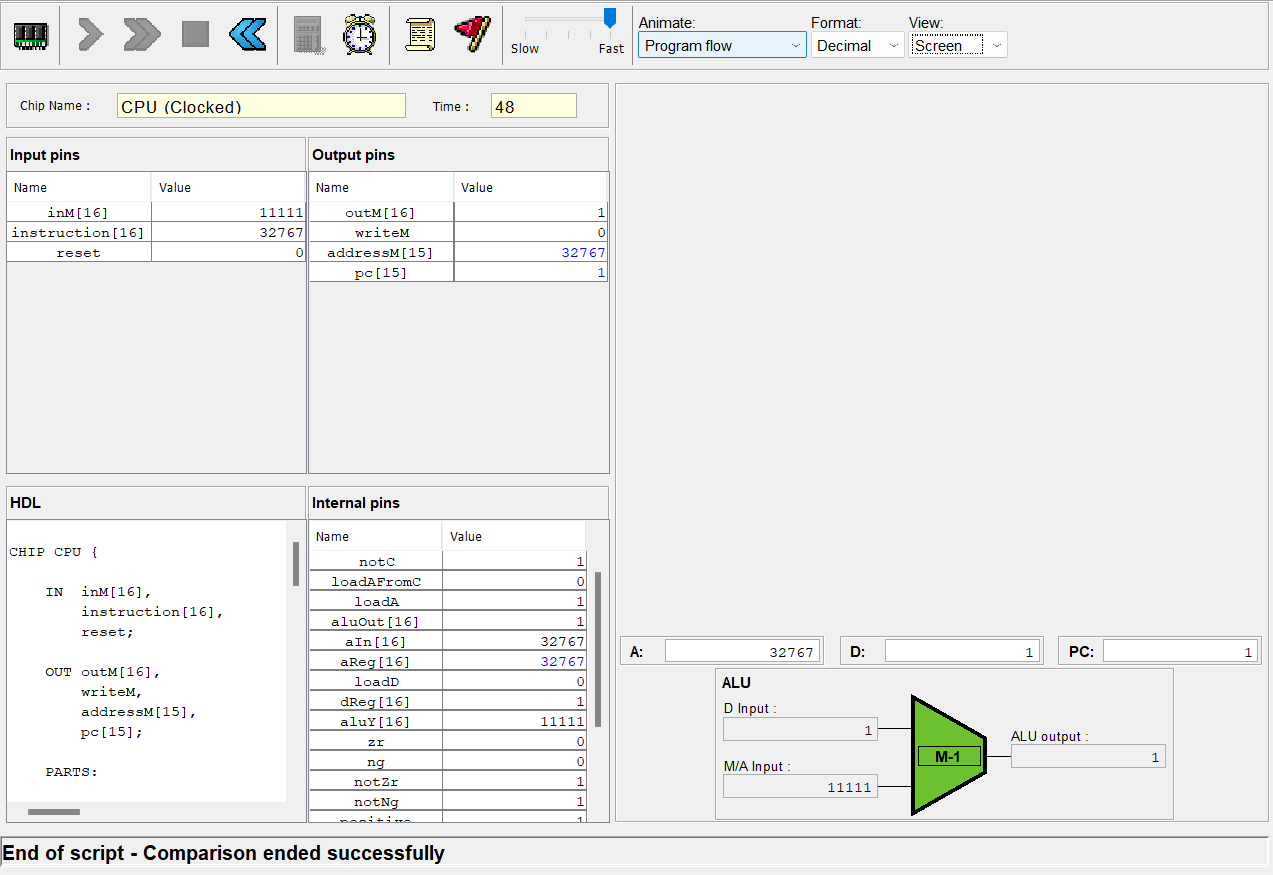 Slow
Fast
Animate:
Program flow
Format:
Decimal
View:
Screen
Chip Name :
CPU (Clocked)
Time :
48
Input pins
Name Value
inM[16] 11111
instruction[16] 32767
reset 0
Output pins
Name Value
outM[16] 1
writeM 0
addressM[15] 32767
pc[15] 1
HDL
CHIP CPU {
IN inM[16],
instruction[16],
reset;
OUT outM[16],
writeM,
addressM[15],
pc[15];
PARTS:
Internal pins
Name Value
notC 1
loadAFromC 0
loadA 1
aluOut[16] 1
aIn[16] 32767
aReg[16] 32767
loadD 0
dReg[16] 1
aluY[16] 11111
zr 0
ng 0
notZr 1
notNg 1
positive 1
A: 32767
D: 1
PC: 1
ALU
D Input :
1
M/A Input :
11111
M-1
ALU output :
1
End of script - Comparison ended successfully